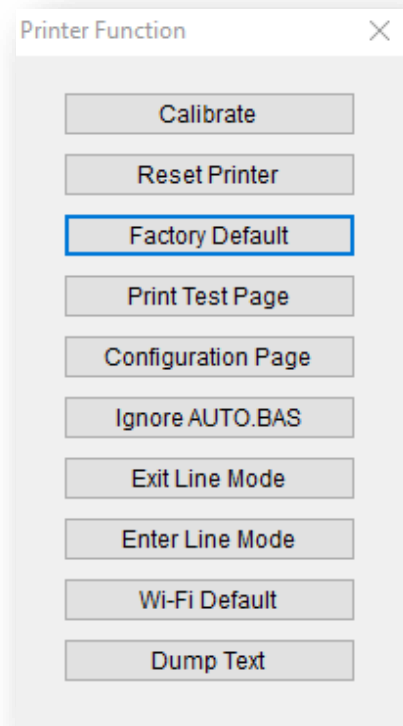 Printer Function
Calibrate
Reset Printer
Factory Default
Print Test Page
Configuration Page
Ignore AUTO.BAS
Exit Line Mode
Enter Line Mode
Wi-Fi Default
Dump Text